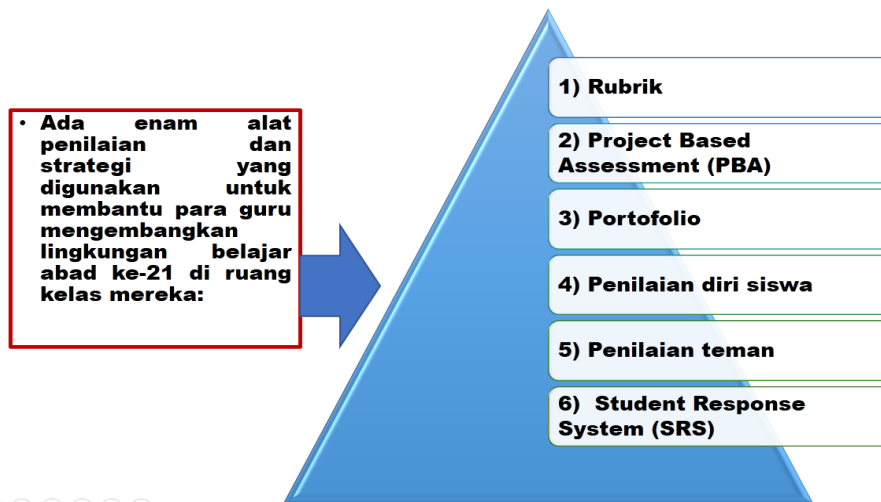 • Ada enam alat
penilaian dan
strategi yang
digunakan untuk
membantu para guru
mengembangkan
lingkungan belajar
abad ke-21 di ruang
kelas mereka:
1) Rubrik
2) Project Based
Assessment (PBA)
3) Portofolio
4) Penilaian diri siswa
5) Penilaian teman
6) Student Response
System (SRS)